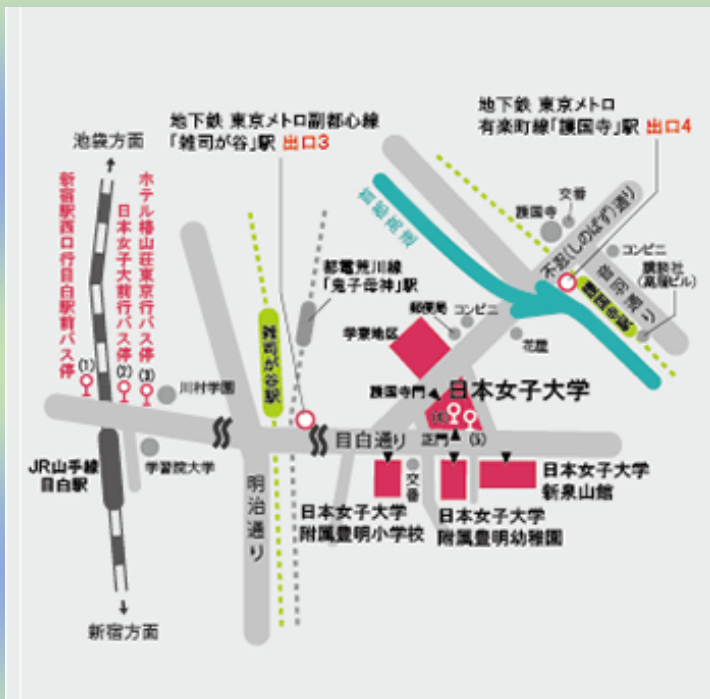 地下鉄 東京メトロ
有楽町線「護国寺」駅 出口4
地下鉄 東京メトロ副都心線
「雑司が谷」駅 出口3
池袋方面
新宿駅西口行目白駅前バス停
日本女子大前行バス停
ホテル椿山荘東京行バス停
(1)
(2)
(3)
首都高速
護国寺
交番
不忍(しのばず)通り
コンビニ
音羽通り
講談社
護国寺駅
都電荒川線
「鬼子母神」駅
郵便局
コンビニ
花屋
学寮地区
雑司が谷駅
川村学園
護国寺門
日本女子大学
(4)
(5)
正門
目白通り
JR山手線
目白駅
学習院大学
明治通り
交番
日本女子大学
附属豊明小学校
日本女子大学
附属豊明幼稚園
日本女子大学
新泉山館
新宿方面